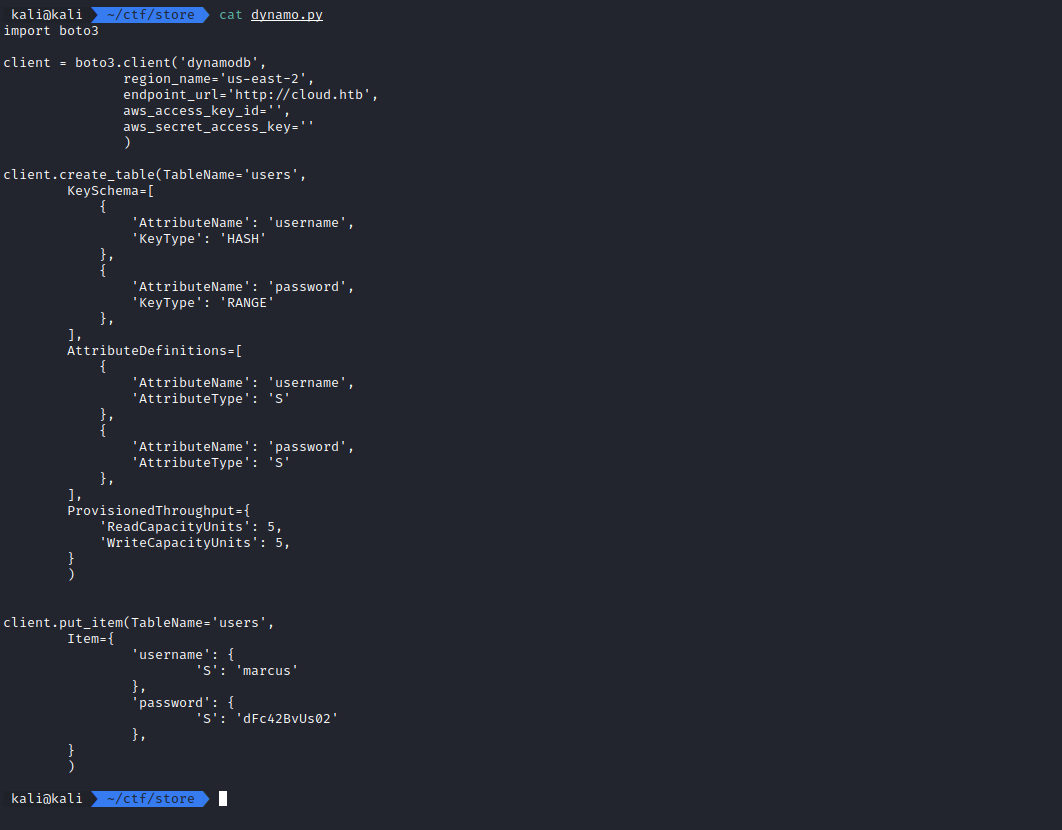 kali@kali ~/ctf/store cat dynamo.py
import boto3
client = boto3.client('dynamodb',
region_name='us-east-2',
endpoint_url='http://cloud.htb',
aws_access_key_id='',
aws_secret_access_key=''
)
client.create_table(TableName='users',
KeySchema=[
{
'AttributeName': 'username',
'KeyType': 'HASH'
},
{
'AttributeName': 'password',
'KeyType': 'RANGE'
},
],
AttributeDefinitions=[
{
'AttributeName': 'username',
'AttributeType': 'S'
},
{
'AttributeName': 'password',
'AttributeType': 'S'
},
],
ProvisionedThroughput={
'ReadCapacityUnits': 5,
'WriteCapacityUnits': 5,
}
)
client.put_item(TableName='users',
Item={
'username': {
'S': 'marcus'
},
'password': {
'S': 'dFc42BvUs02'
},
}
)
kali@kali ~/ctf/store